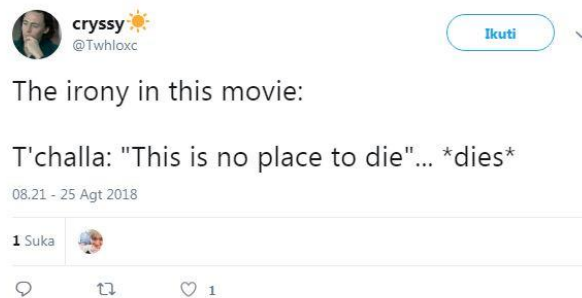 cryssy☀️
@Twhloxc
Ikuti
The irony in this movie:
T'challa: "This is no place to die"... *dies*
08.21 - 25 Agt 2018
1 Suka
1